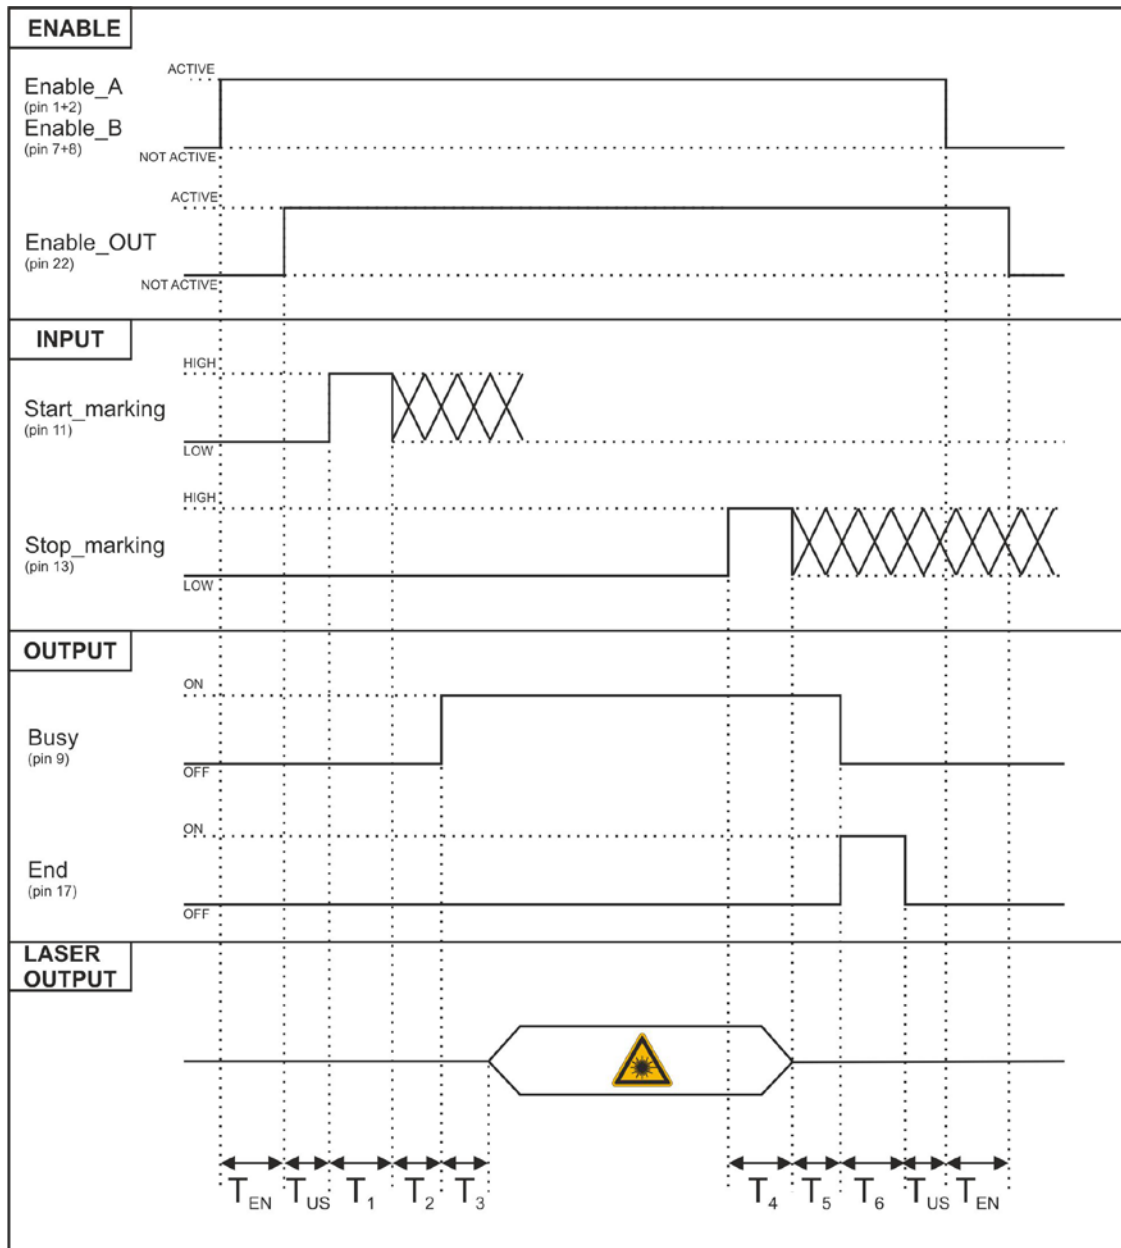 ENABLE
ACTIVE
Enable_A
(pin 1+2)
Enable_B
(pin 7+8)
NOT ACTIVE
ACTIVE
Enable_OUT
(pin 22)
NOT ACTIVE
INPUT
HIGH
Start_marking
(pin 11)
LOW
HIGH
Stop_marking
(pin 13)
LOW
OUTPUT
ON
Busy
(pin 9)
OFF
ON
End
(pin 17)
OFF
LASER
OUTPUT
TEN TUS T1 T2 T3 T4 T5 T6 TUS TEN